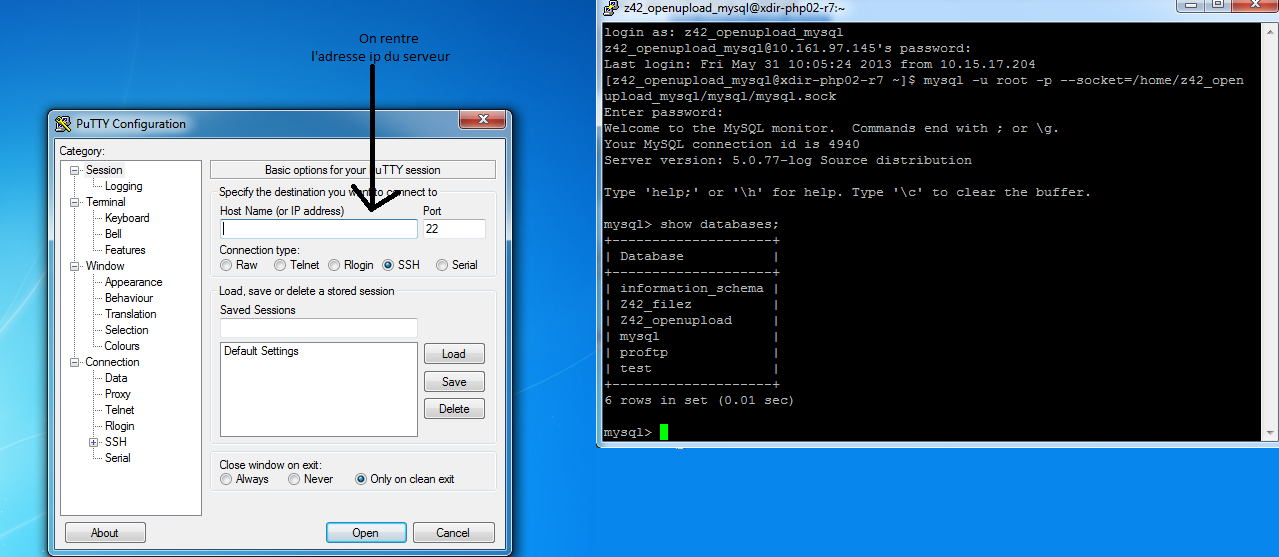 On rentre
l'adresse ip du serveur
PuTTY Configuration
Category:
Session
Logging
Terminal
Keyboard
Bell
Features
Window
Appearance
Behaviour
Translation
Selection
Colours
Connection
Data
Proxy
Telnet
Rlogin
SSH
Serial
Basic options for your PuTTY session
Specify the destination you want to connect to
Host Name (or IP address) Port
22
Connection type:
Raw Telnet Rlogin SSH Serial
Load, save or delete a stored session
Saved Sessions
Default Settings
Load
Save
Delete
Close window on exit:
Always Never Only on clean exit
About Open Cancel
z42_openupload_mysql@xdir-php02-r7:~
login as: z42_openupload_mysql
z42_openupload_mysql@10.161.97.145's password:
Last login: Fri May 31 10:05:24 2013 from 10.15.17.204
[z42_openupload_mysql@xdir-php02-r7 ~]$ mysql -u root -p --socket=/home/z42_open
upload_mysql/mysql/mysql.sock
Enter password:
Welcome to the MySQL monitor.  Commands end with ; or \g.
Your MySQL connection id is 4940
Server version: 5.0.77-log Source distribution
Type 'help;' or '\h' for help. Type '\c' to clear the buffer.
mysql> show databases;
+--------------------+
| Database           |
+--------------------+
| information_schema |
| Z42_filez          |
| Z42_openupload     |
| mysql              |
| proftp             |
| test               |
+--------------------+
6 rows in set (0.01 sec)
mysql>